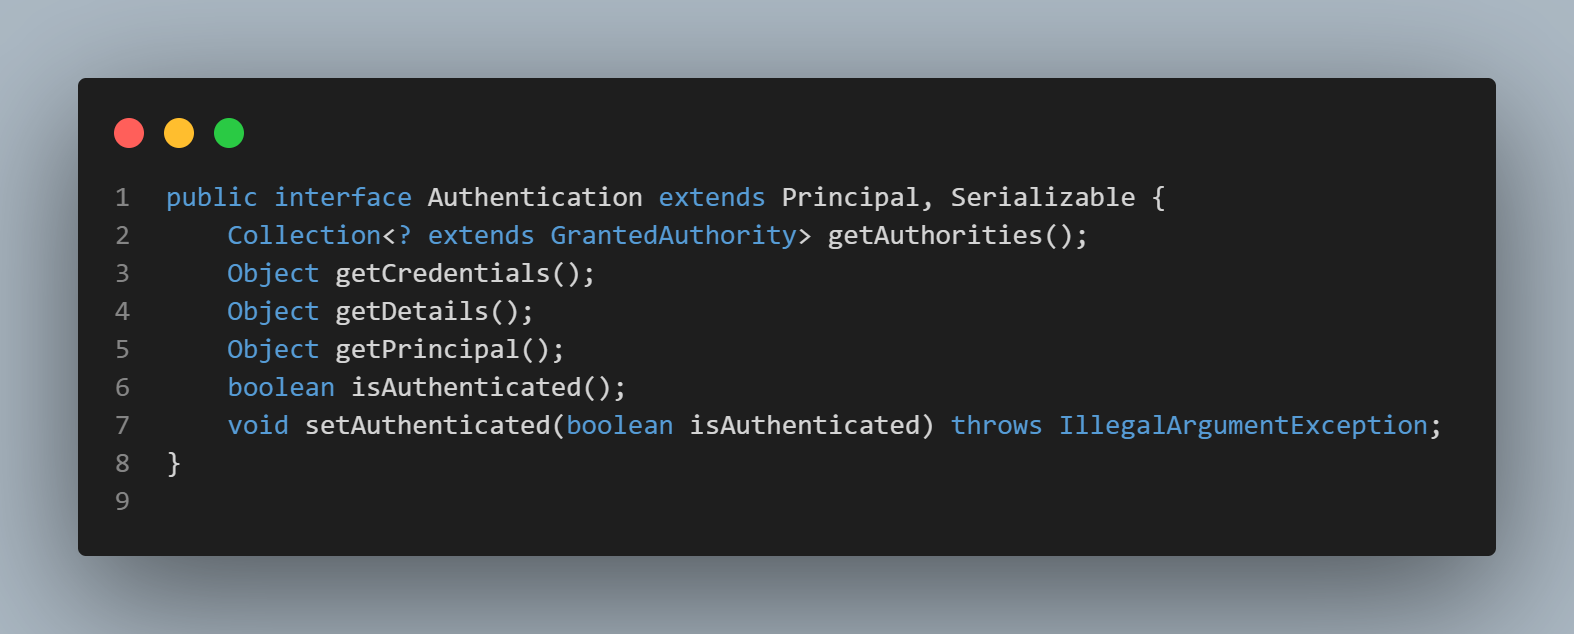 1 public interface Authentication extends Principal, Serializable {
2     Collection<? extends GrantedAuthority> getAuthorities();
3     Object getCredentials();
4     Object getDetails();
5     Object getPrincipal();
6     boolean isAuthenticated();
7     void setAuthenticated(boolean isAuthenticated) throws IllegalArgumentException;
8 }
9